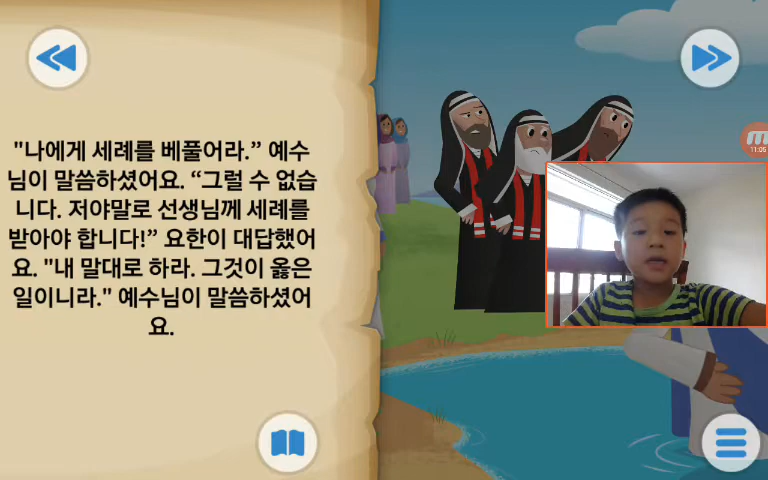 "나에게 세례를 베풀어라.” 예수
님이 말씀하셨어요. “그럴 수 없습
니다. 저야말로 선생님께 세례를
받아야 합니다!” 요한이 대답했어
요. "내 말대로 하라. 그것이 옳은
일이니라." 예수님이 말씀하셨어
요.
11:05